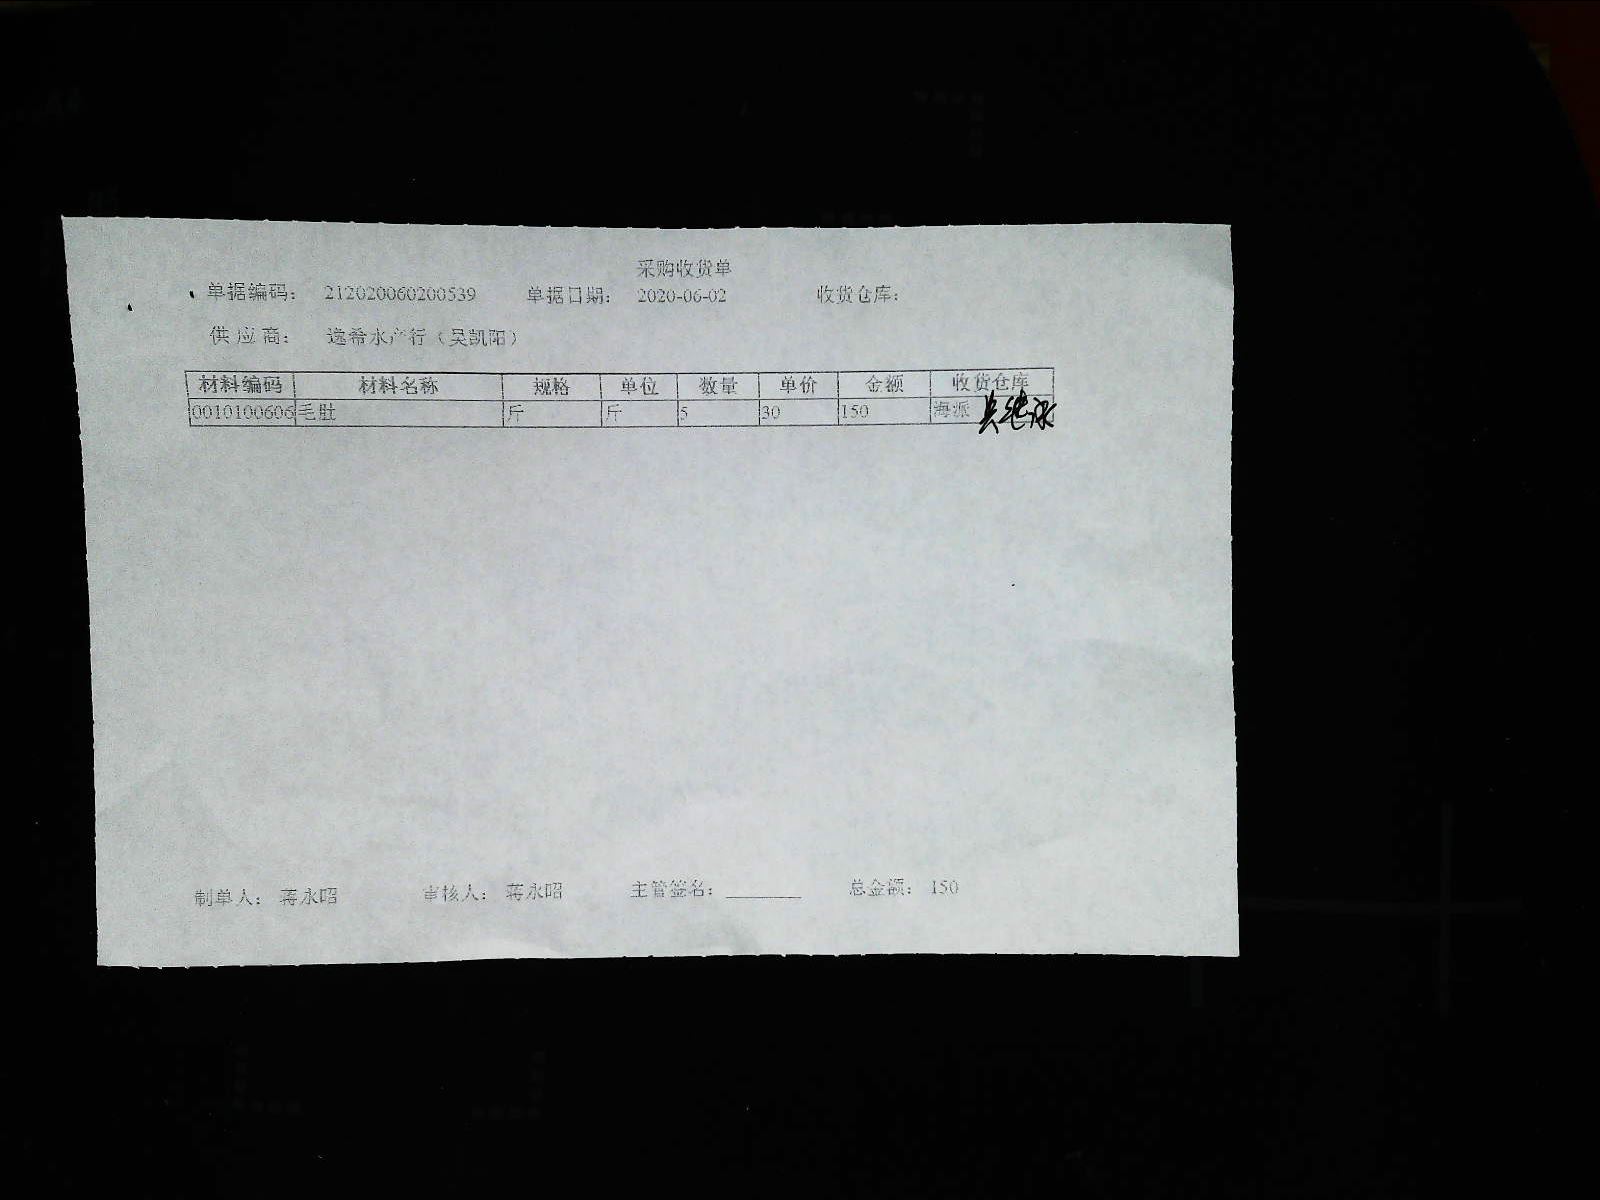 采购收货单
单据编码： 212020060200539 单据日期： 2020-06-02 收货仓库：
供 应 商： 逸希水产行（吴凯阳）
材料编码 材料名称 规格 单位 数量 单价 金额 收货仓库
0010100606 毛肚 斤 斤 5 30 150 海派
制单人： 蒋永昭 审核人： 蒋永昭 主管签名： 总金额： 150